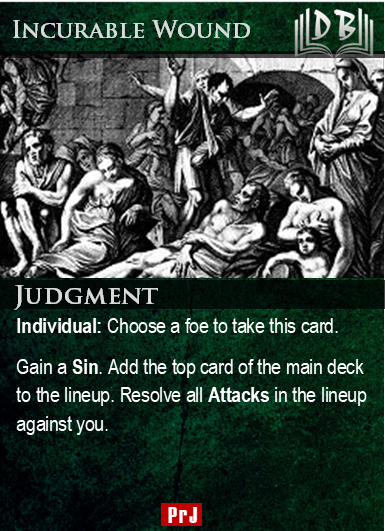 INCURABLE WOUND
DB
JUDGMENT
Individual: Choose a foe to take this card.
Gain a Sin. Add the top card of the main deck
to the lineup. Resolve all Attacks in the lineup
against you.
PrJ